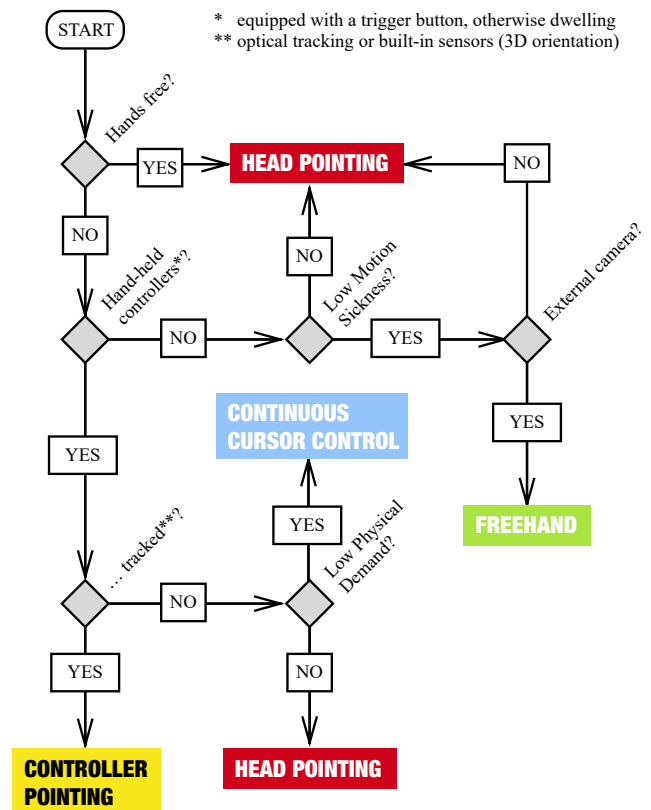 START
* equipped with a trigger button, otherwise dwelling
** optical tracking or built-in sensors (3D orientation)
Hands free?
YES
HEAD POINTING
NO
NO
Hand-held
controllers*?
NO
Low Motion
Sickness?
External camera?
NO
YES
CONTINUOUS
CURSOR CONTROL
YES
YES
YES
FREEHAND
... tracked**?
Low Physical
Demand?
NO
YES
NO
CONTROLLER
POINTING
HEAD POINTING